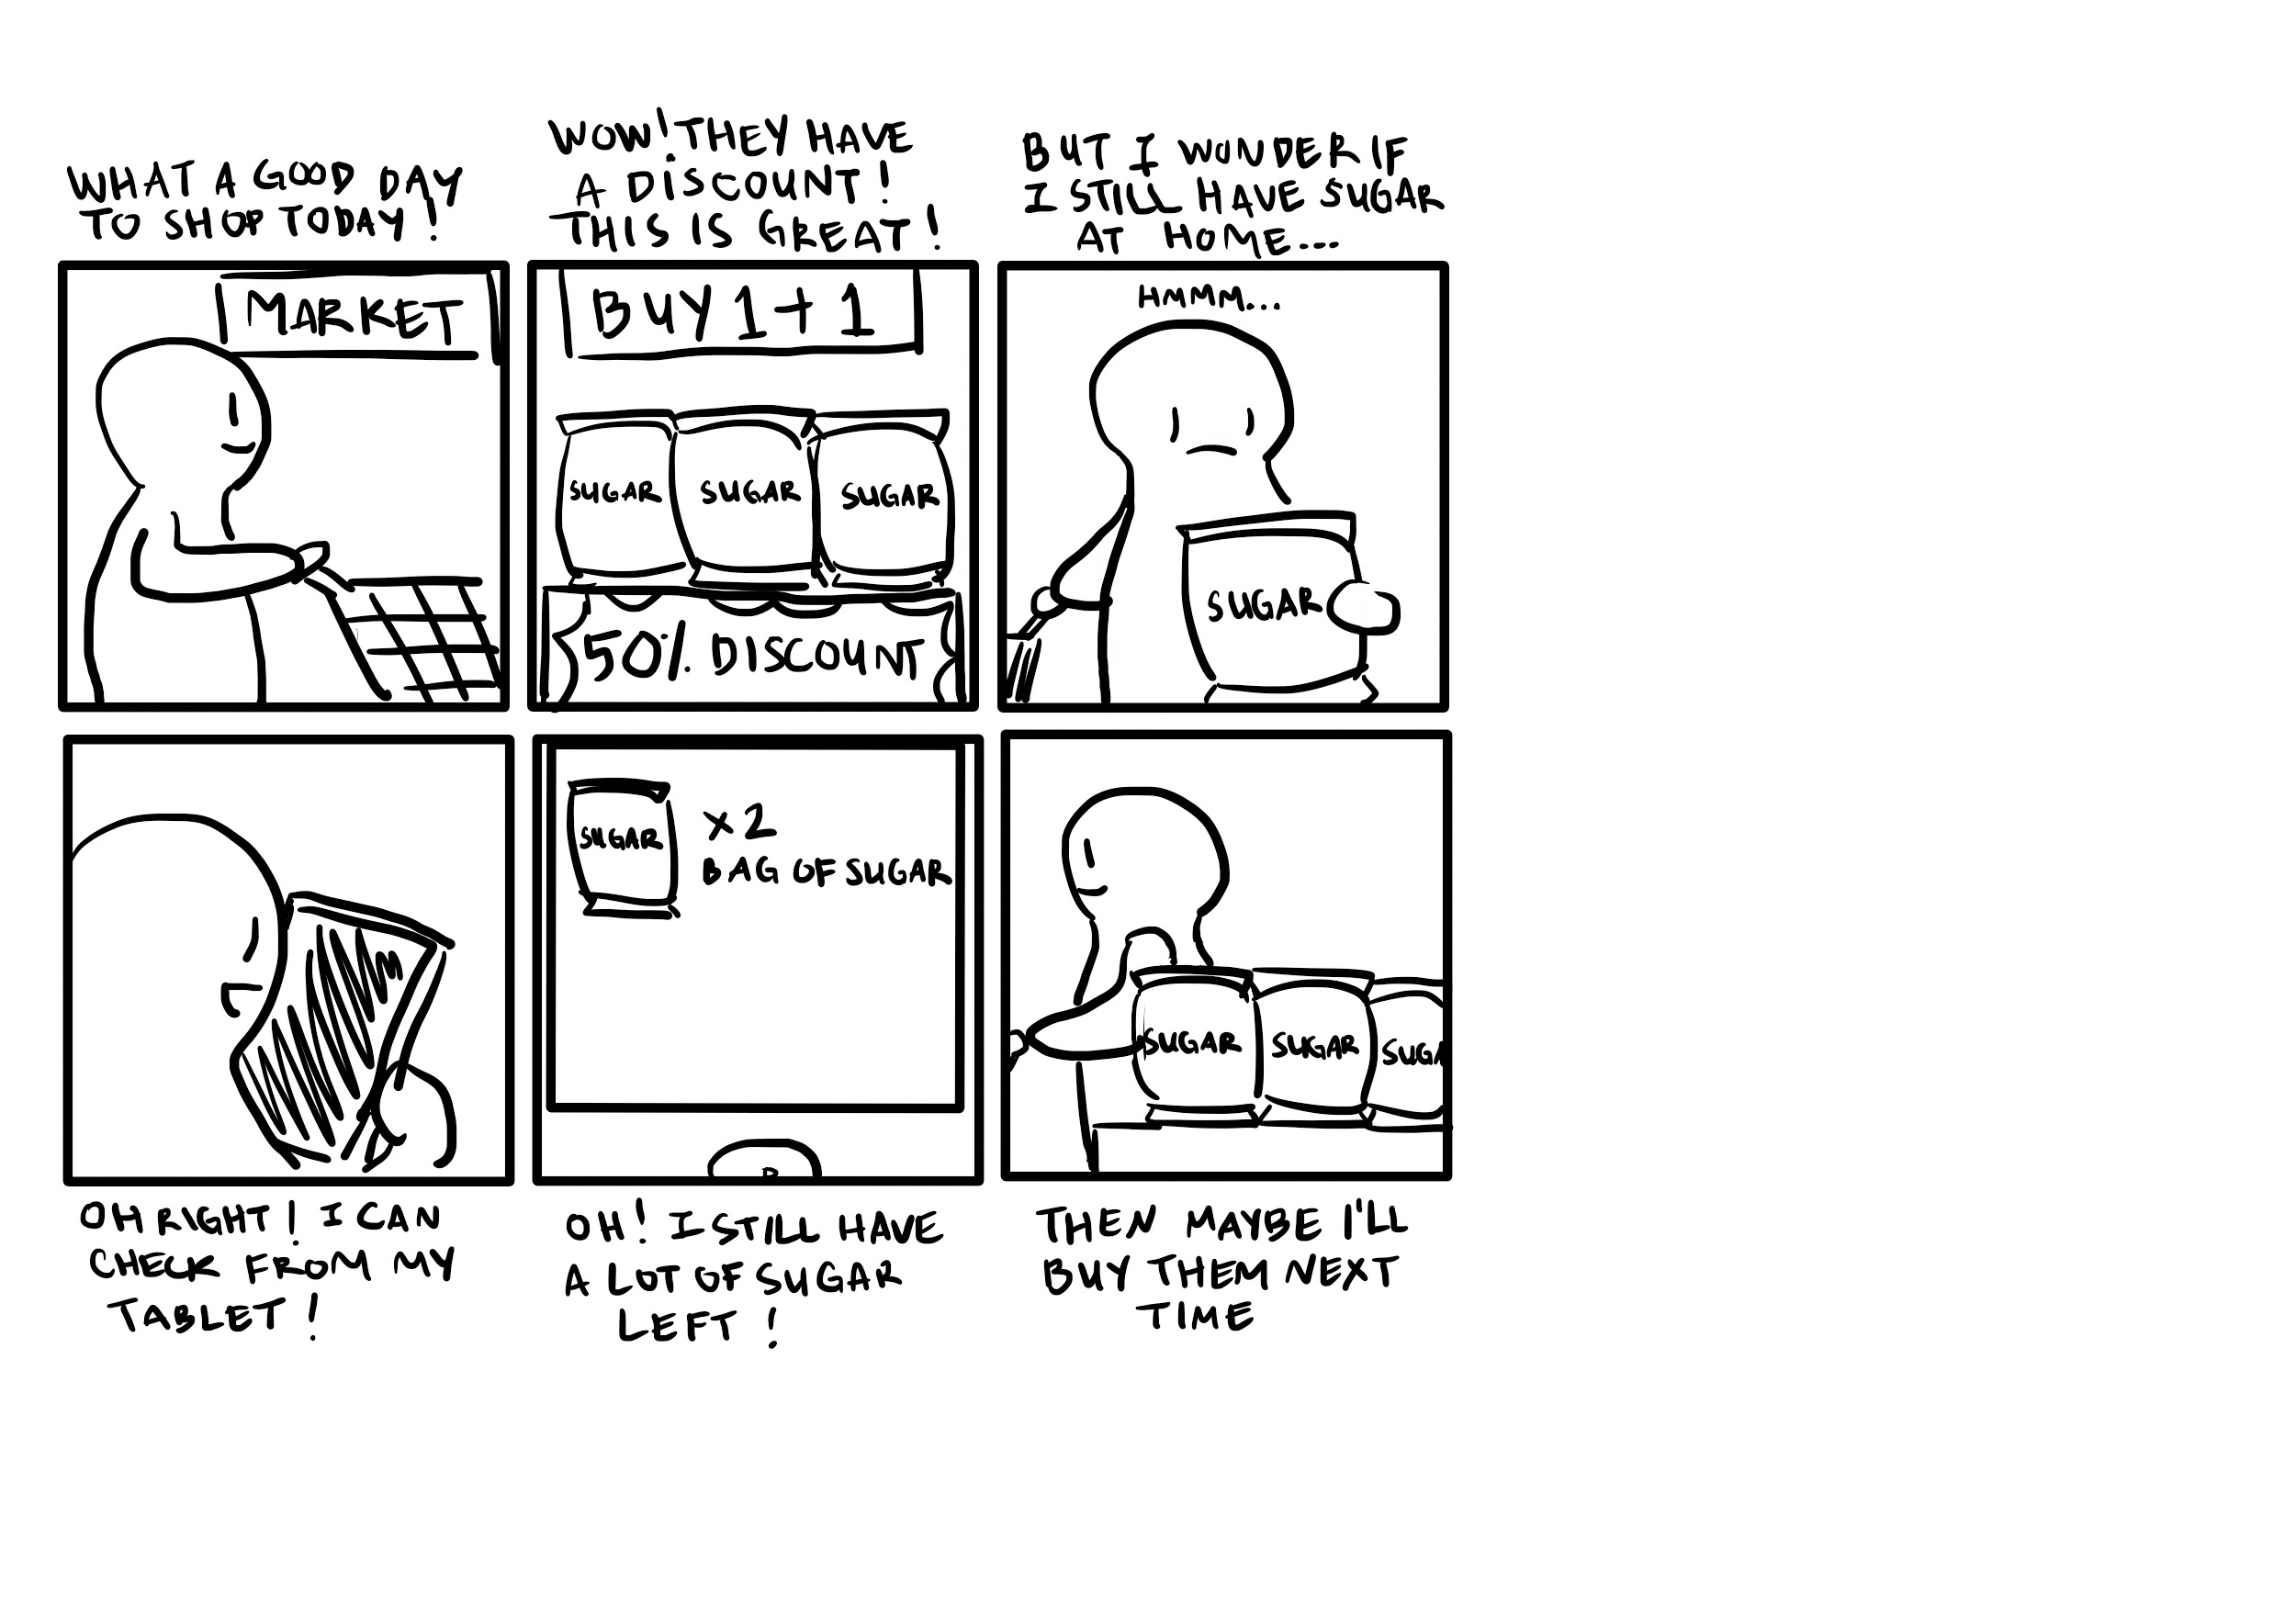 WHAT A GOOD DAY
TO SHOP TODAY!
MARKET
WOW! THEY HAVE
A DISCOUNT!
THIS IS GREAT!
BUY 1+1
SUGAR SUGAR SUGAR
50% DISCOUNT
BUT I WONDER IF
I STILL HAVE SUGAR
AT HOME...
HMMM...
SUGAR
OH RIGHT! I CAN
CHECK FROM MY
TABLET!
SUGAR
x2
BAG OF SUGAR
OH! I STILL HAVE
A LOT OF SUGAR
LEFT!
SUGAR SUGAR SUGA
THEN MAYBE I'LL
BUY THEM NEXT
TIME